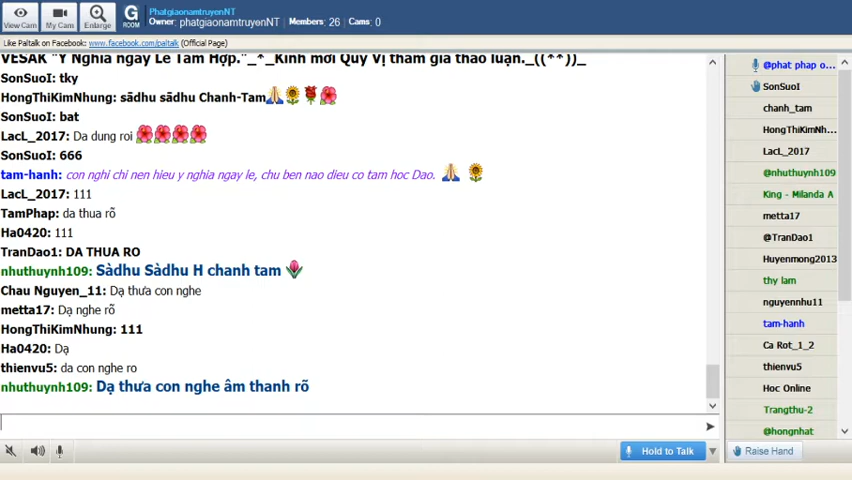 PhatgiaonamtruyenNT
Owner: phatgiaonamtruyenNT Members: 26 Cams: 0
View Cam
My Cam
Enlarge
G
ROOM
Like Paltalk on Facebook: www.facebook.com/paltalk (Official Page)
VESAK "Ý Nghĩa ngày Lễ Tam Hợp."_*_Kính mời Quý Vị tham gia thảo luận._((**))_
SonSuoI: tky
HongThiKimNhung: sādhu sādhu Chanh-Tam
SonSuoI: bat
LacL_2017: Da dung roi
SonSuoI: 666
tam-hanh: con nghi chi nen hieu y nghia ngay le, chu ben nao dieu co tam hoc Dao.
LacL_2017: 111
TamPhap: da thua rõ
Ha0420: 111
TranDao1: DA THUA RO
nhuthuynh109: Sàdhu Sàdhu H chanh tam
Chau Nguyen_11: Dạ thưa con nghe
metta17: Dạ nghe rõ
HongThiKimNhung: 111
Ha0420: Dạ
thienvu5: da con nghe ro
nhuthuynh109: Dạ thưa con nghe âm thanh rõ
Hold to Talk
@phat phap o...
SonSuoI
chanh_tam
HongThiKimNh...
LacL_2017
@nhuthuynh109
King - Milanda A
metta17
@TranDao1
Huyenmong2013
thy lam
nguyennhu11
tam-hanh
Ca Rot_1_2
thienvu5
Hoc Online
Trangthu-2
@hongnhat
Raise Hand